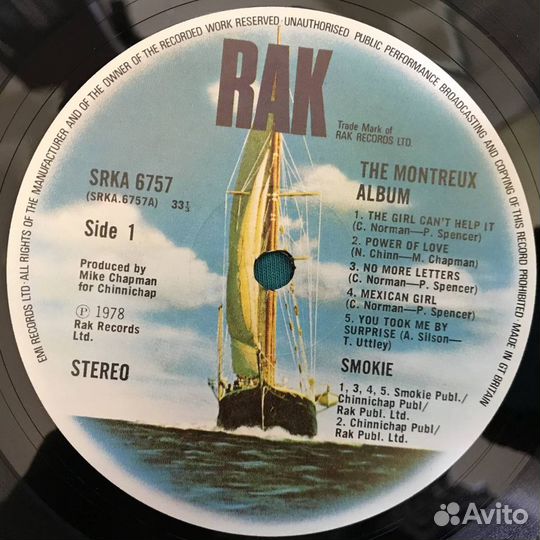 EMI RECORDS LTD·ALL RIGHTS OF THE MANUFACTURER AND OF THE OWNER OF THE RECORDED WORK RESERVED UNAUTHORISED PUBLIC PERFORMANCE BROADCASTING AND COPYING OF THIS RECORD PROHIBITED MADE IN GT BRITAIN
RAK
Trade Mark of
RAK RECORDS LTD.
SRKA 6757
(SRKA.6757A) 33⅓
Side 1
Produced by
Mike Chapman
for Chinnichap
Ⓟ 1978
Rak Records
Ltd.
STEREO
THE MONTREUX
ALBUM
1. THE GIRL CAN'T HELP IT
(C. Norman—P. Spencer)
2. POWER OF LOVE
(N. Chinn—M. Chapman)
3. NO MORE LETTERS
(C. Norman—P. Spencer)
4. MEXICAN GIRL
(C. Norman—P. Spencer)
5. YOU TOOK ME BY
SURPRISE (A. Silson—
T. Uttley)
SMOKIE
1, 3, 4, 5. Smokie Publ./
Chinnichap Publ/
Rak Publ. Ltd.
2. Chinnichap Publ/
Rak Publ. Ltd.
Avito